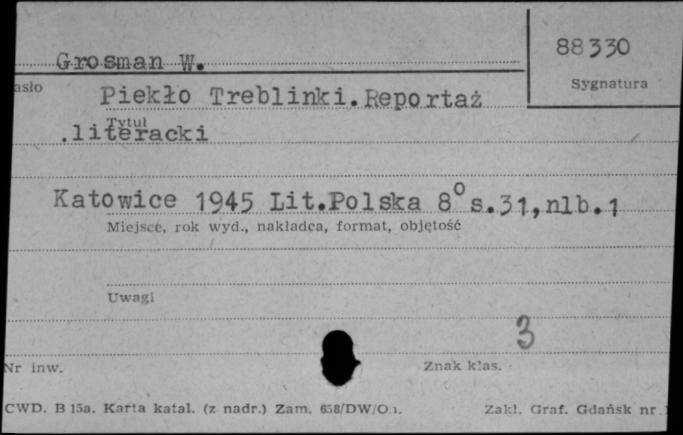 88330
Grosman W.
Sygnatura
asło
Piekło Treblinki. Reportaż
Tytuł
.literacki
Katowice 1945 Lit.Polska 8° s.31,nlb.1
Miejsce, rok wyd., nakładca, format, objętość
Uwagi
3
Nr inw.
Znak klas.
CWD. B 15a. Karta katal. (z nadr.) Zam. 658/DW/O.
Zakł. Graf. Gdańsk nr.